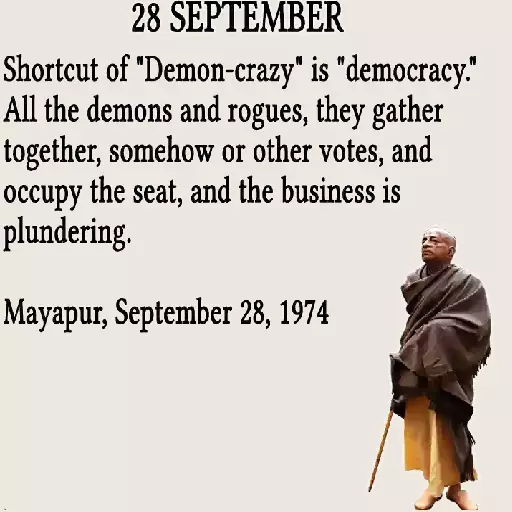 28 SEPTEMBER
Shortcut of "Demon-crazy" is "democracy."
All the demons and rogues, they gather
together, somehow or other votes, and
occupy the seat, and the business is
plundering.
Mayapur, September 28, 1974